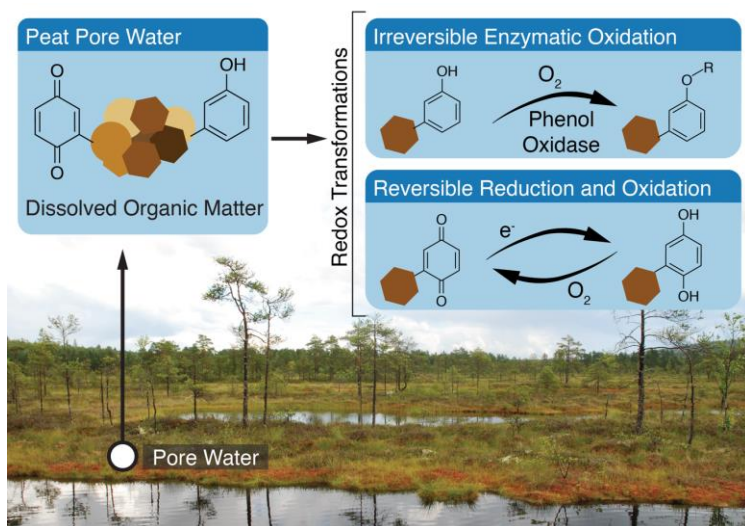 Peat Pore Water
O
O
OH
Dissolved Organic Matter
Redox Transformations
Irreversible Enzymatic Oxidation
OH
O₂
Phenol
Oxidase
O
R
Reversible Reduction and Oxidation
O
O
e⁻
O₂
OH
OH
Pore Water